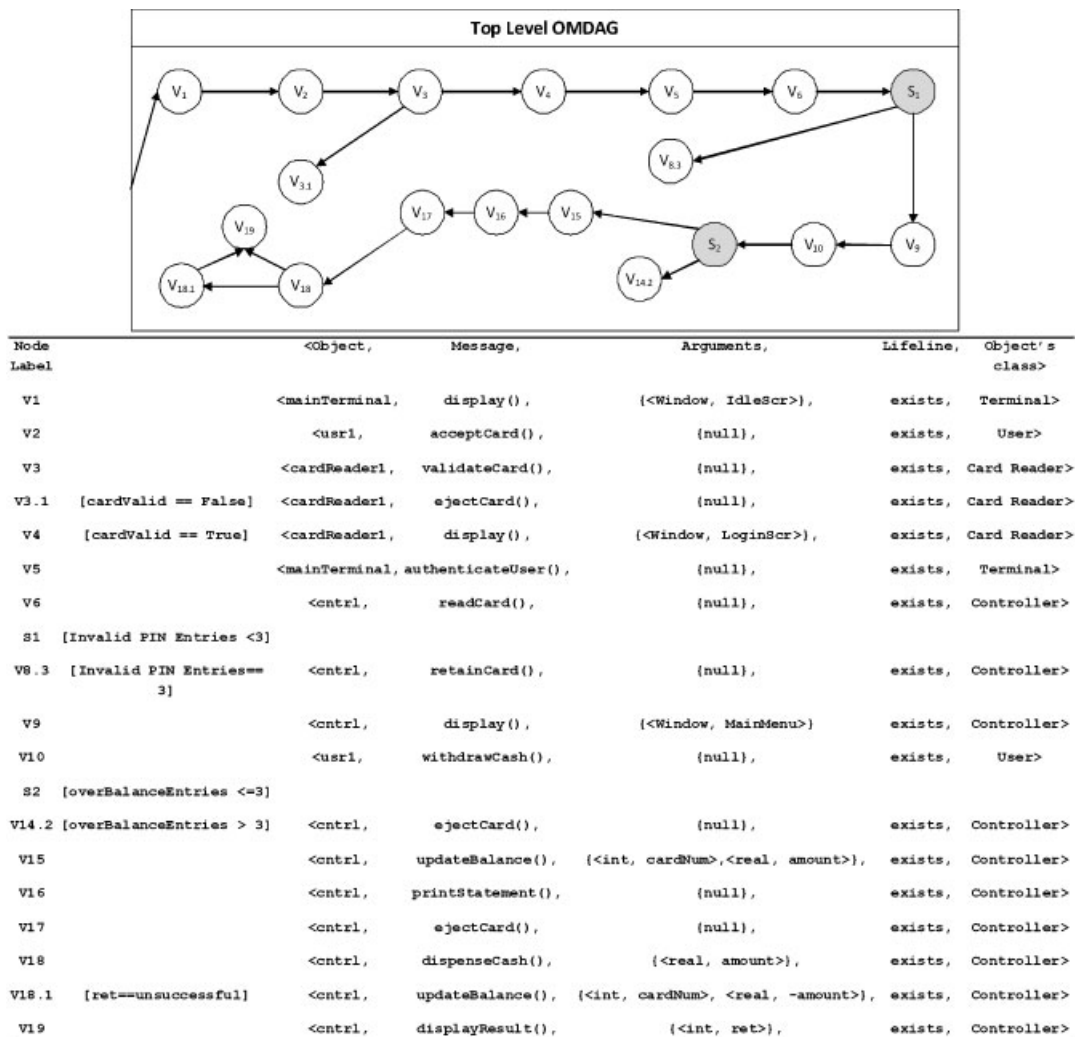 Top Level OMDAG
V1 V2 V3 V4 V5 V6 S1
V3.1 V8.3
V19 V17 V16 V15 S2 V10 V9
V18.1 V18 V14.2
Node Label <Object, Message, Arguments, Lifeline, Object's class>
V1 <mainTerminal, display(), {<Window, IdleScr>}, exists, Terminal>
V2 <usr1, acceptCard(), {null}, exists, User>
V3 <cardReader1, validateCard(), {null}, exists, Card Reader>
V3.1 [cardValid == False] <cardReader1, ejectCard(), {null}, exists, Card Reader>
V4 [cardValid == True] <cardReader1, display(), {<Window, LoginScr>}, exists, Card Reader>
V5 <mainTerminal, authenticateUser(), {null}, exists, Terminal>
V6 <cntrl, readCard(), {null}, exists, Controller>
S1 [Invalid PIN Entries <3]
V8.3 [Invalid PIN Entries== 3] <cntrl, retainCard(), {null}, exists, Controller>
V9 <cntrl, display(), {<Window, MainMenu>} exists, Controller>
V10 <usr1, withdrawCash(), {null}, exists, User>
S2 [overBalanceEntries <=3]
V14.2 [overBalanceEntries > 3] <cntrl, ejectCard(), {null}, exists, Controller>
V15 <cntrl, updateBalance(), {<int, cardNum>,<real, amount>}, exists, Controller>
V16 <cntrl, printStatement(), {null}, exists, Controller>
V17 <cntrl, ejectCard(), {null}, exists, Controller>
V18 <cntrl, dispenseCash(), {<real, amount>}, exists, Controller>
V18.1 [ret==unsuccessful] <cntrl, updateBalance(), {<int, cardNum>, <real, -amount>}, exists, Controller>
V19 <cntrl, displayResult(), {<int, ret>}, exists, Controller>